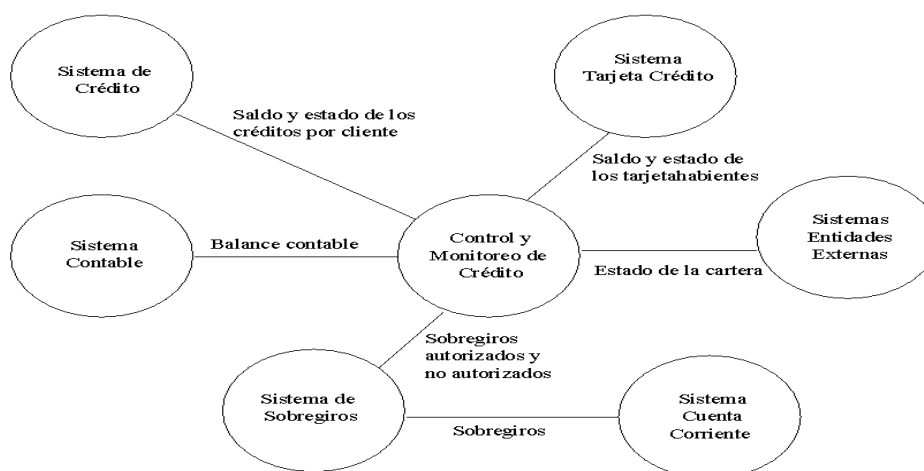 Sistema de
Crédito
Sistema
Tarjeta Crédito
Saldo y estado de los
créditos por cliente
Saldo y estado de
los tarjetahabientes
Sistema
Contable
Balance contable
Control y
Monitoreo de
Crédito
Estado de la cartera
Sistemas
Entidades
Externas
Sobregiros
autorizados y
no autorizados
Sistema de
Sobregiros
Sobregiros
Sistema
Cuenta
Corriente